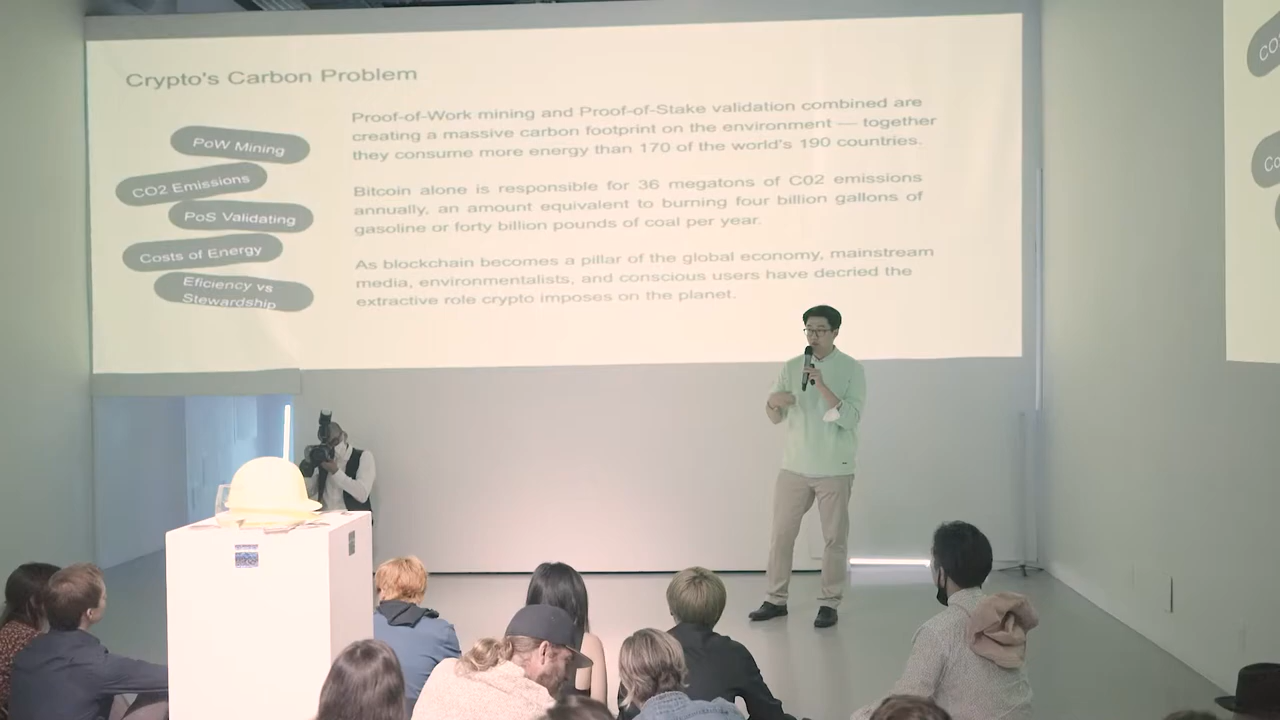 Crypto's Carbon Problem
PoW Mining
CO2 Emissions
PoS Validating
Costs of Energy
Eficiency vs
Stewardship
Proof-of-Work mining and Proof-of-Stake validation combined are
creating a massive carbon footprint on the environment — together
they consume more energy than 170 of the world's 190 countries.
Bitcoin alone is responsible for 36 megatons of C02 emissions
annually, an amount equivalent to burning four billion gallons of
gasoline or forty billion pounds of coal per year.
As blockchain becomes a pillar of the global economy, mainstream
media, environmentalists, and conscious users have decried the
extractive role crypto imposes on the planet.
CO
Co